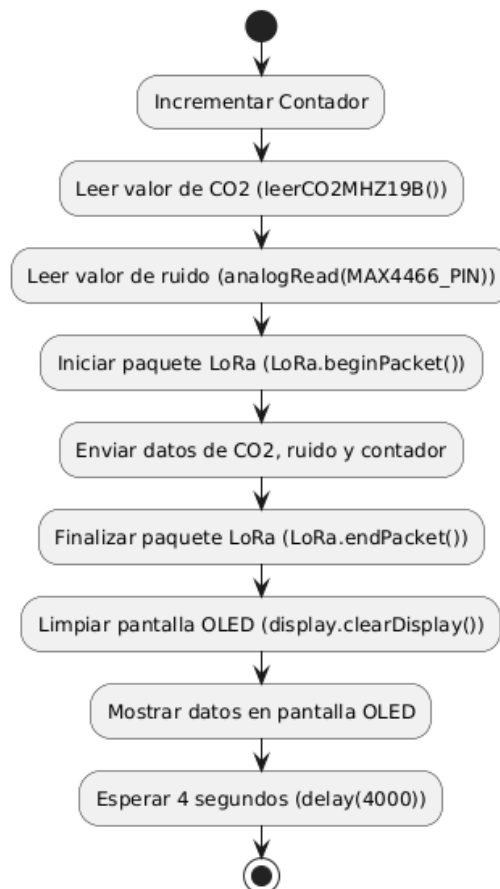 Incrementar Contador
Leer valor de CO2 (leerCO2MHZ19B())
Leer valor de ruido (analogRead(MAX4466_PIN))
Iniciar paquete LoRa (LoRa.beginPacket())
Enviar datos de CO2, ruido y contador
Finalizar paquete LoRa (LoRa.endPacket())
Limpiar pantalla OLED (display.clearDisplay())
Mostrar datos en pantalla OLED
Esperar 4 segundos (delay(4000))